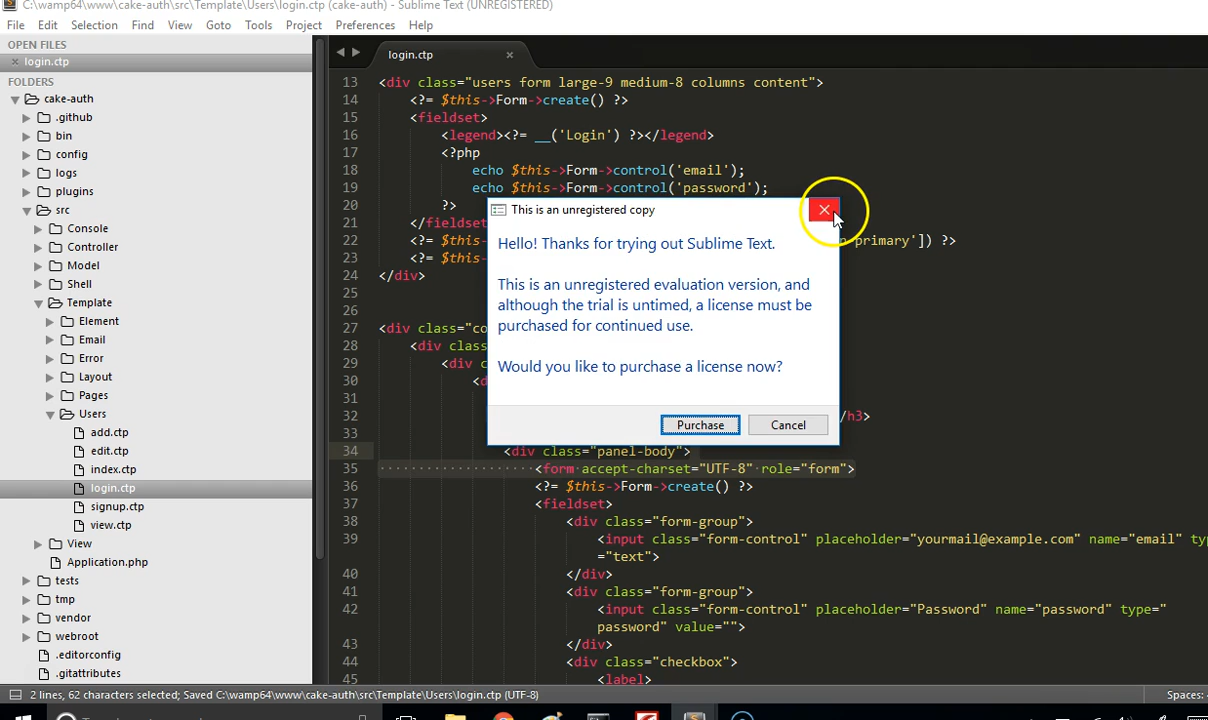 C:\wamp64\www\cake-auth\src\Template\Users\login.ctp (cake-auth) - Sublime Text (UNREGISTERED)
File Edit Selection Find View Goto Tools Project Preferences Help
OPEN FILES
login.ctp
FOLDERS
cake-auth
.github
bin
config
logs
plugins
src
Console
Controller
Model
Shell
Template
Element
Email
Error
Layout
Pages
Users
add.ctp
edit.ctp
index.ctp
login.ctp
signup.ctp
view.ctp
View
Application.php
tests
tmp
vendor
webroot
.editorconfig
.gitattributes
login.ctp
13 <div class="users form large-9 medium-8 columns content">
14 <?= $this->Form->create() ?>
15 <fieldset>
16 <legend><?= __('Login') ?></legend>
17 <?php
18 echo $this->Form->control('email');
19 echo $this->Form->control('password');
20 ?>
21 </fieldset
22 <?= $this- primary']) ?>
23 <?= $this-
24 </div>
25
26
27 <div class="co
28 <div class
29 <div c
30 <d
31
32 /h3>
33
34 <div class="panel-body">
35 <form accept-charset="UTF-8" role="form">
36 <?= $this->Form->create() ?>
37 <fieldset>
38 <div class="form-group">
39 <input class="form-control" placeholder="yourmail@example.com" name="email" ty
="text">
40 </div>
41 <div class="form-group">
42 <input class="form-control" placeholder="Password" name="password" type="
password" value="">
43 </div>
44 <div class="checkbox">
45 <label>
This is an unregistered copy
Hello! Thanks for trying out Sublime Text.
This is an unregistered evaluation version, and
although the trial is untimed, a license must be
purchased for continued use.
Would you like to purchase a license now?
Purchase Cancel
2 lines, 62 characters selected; Saved C:\wamp64\www\cake-auth\src\Template\Users\login.ctp (UTF-8)
Spaces: